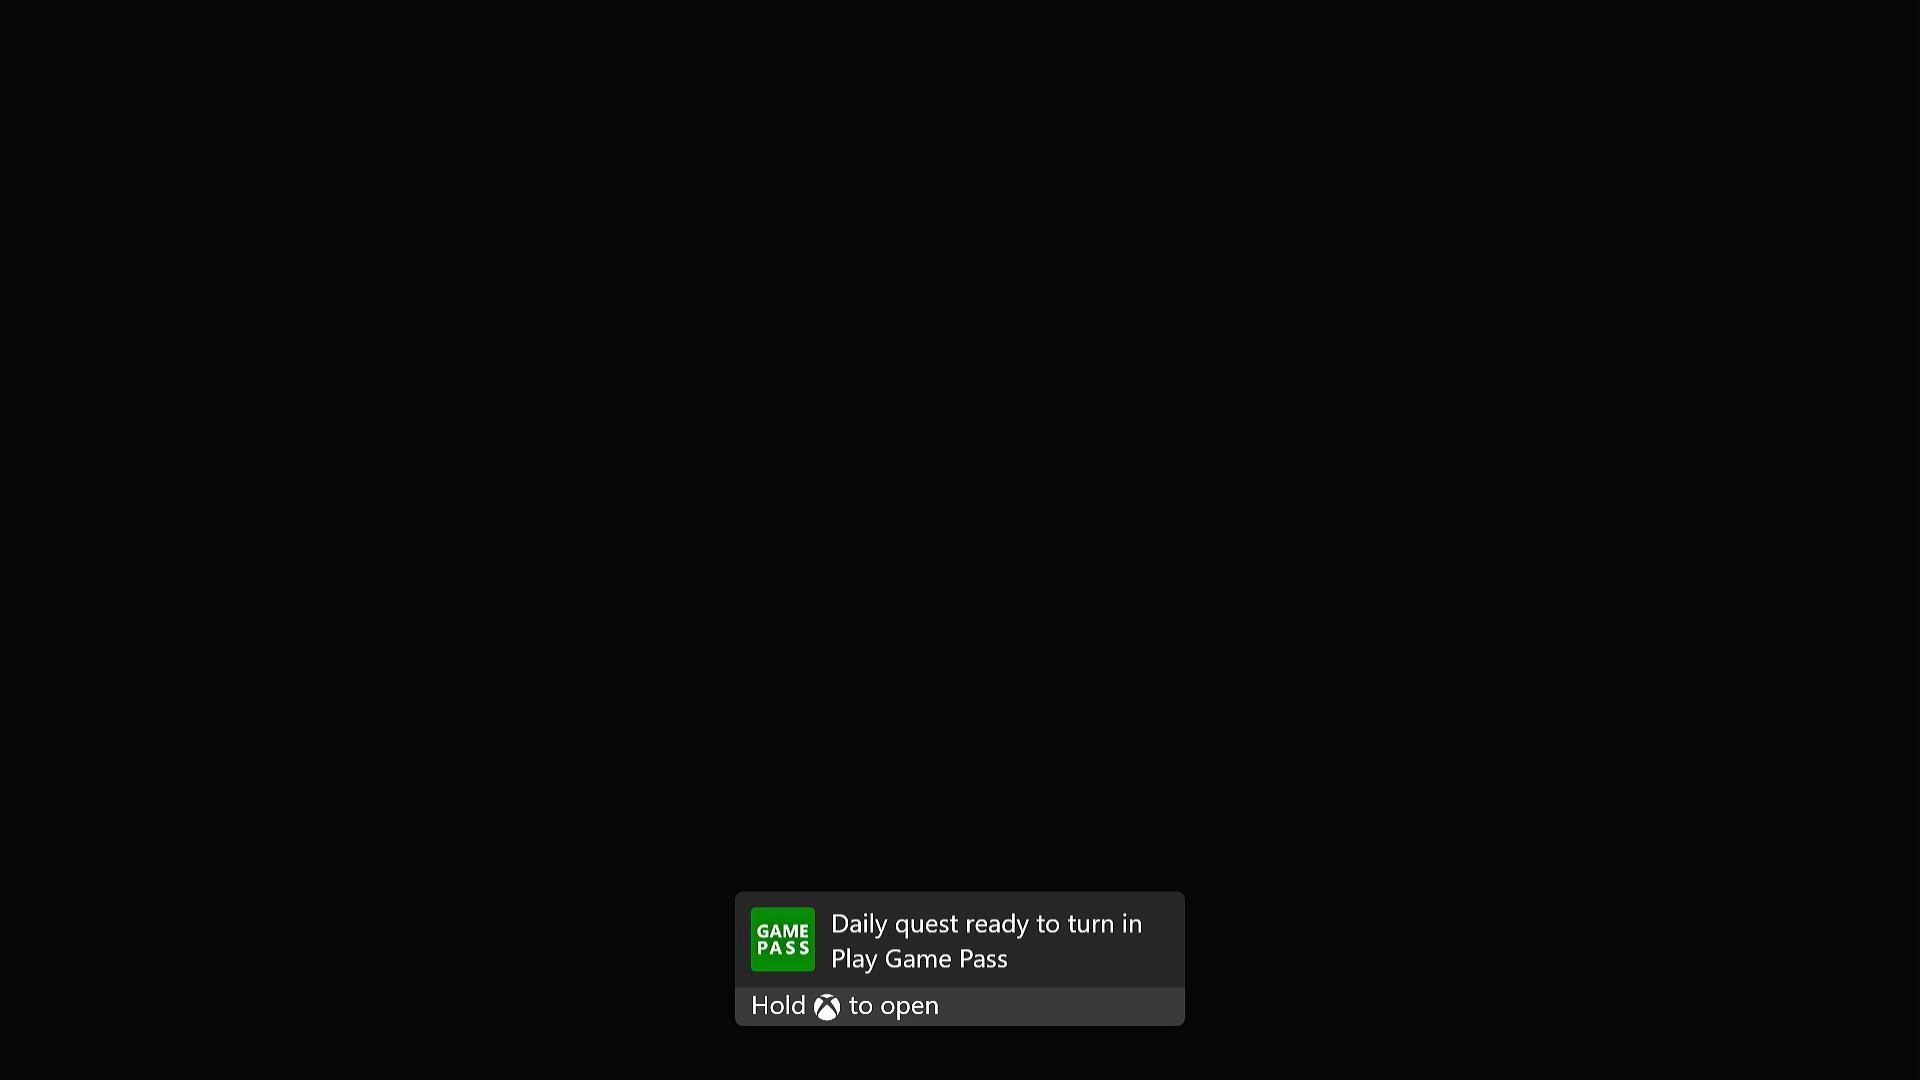 GAME
PASS
Daily quest ready to turn in
Play Game Pass
Hold to open